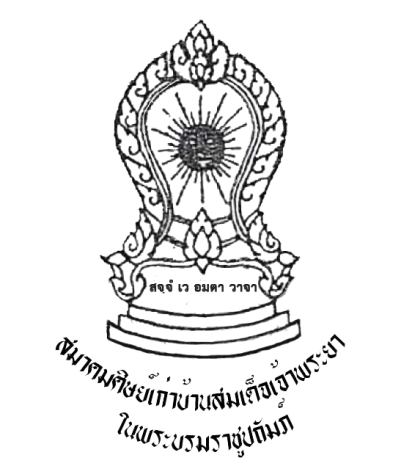 สจฺจํ เว อมตา วาจา
สมาคมศิษย์เก่าบ้านสมเด็จเจ้าพระยา
ในพระบรมราชูปถัมภ์